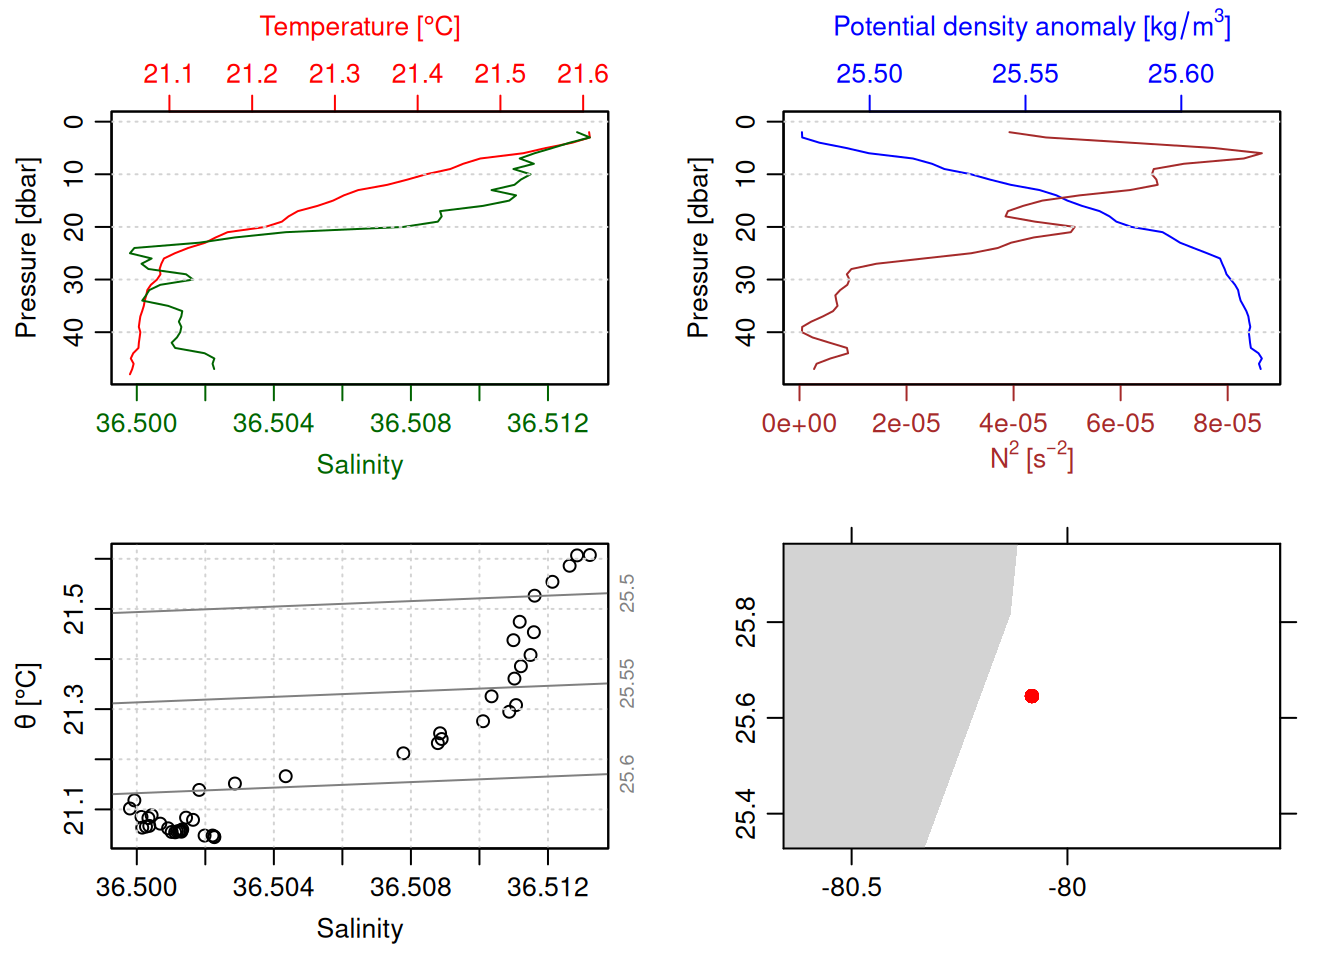 Temperature [°C]
21.1 21.2 21.3 21.4 21.5 21.6
Pressure [dbar]
0
10
20
30
40
36.500 36.504 36.508 36.512
Salinity
Potential density anomaly [kg/m³]
25.50 25.55 25.60
Pressure [dbar]
0
10
20
30
40
0e+00 2e-05 4e-05 6e-05 8e-05
N² [s⁻²]
θ [°C]
21.5
21.3
21.1
25.5
25.55
25.6
36.500 36.504 36.508 36.512
Salinity
25.8
25.6
25.4
-80.5 -80